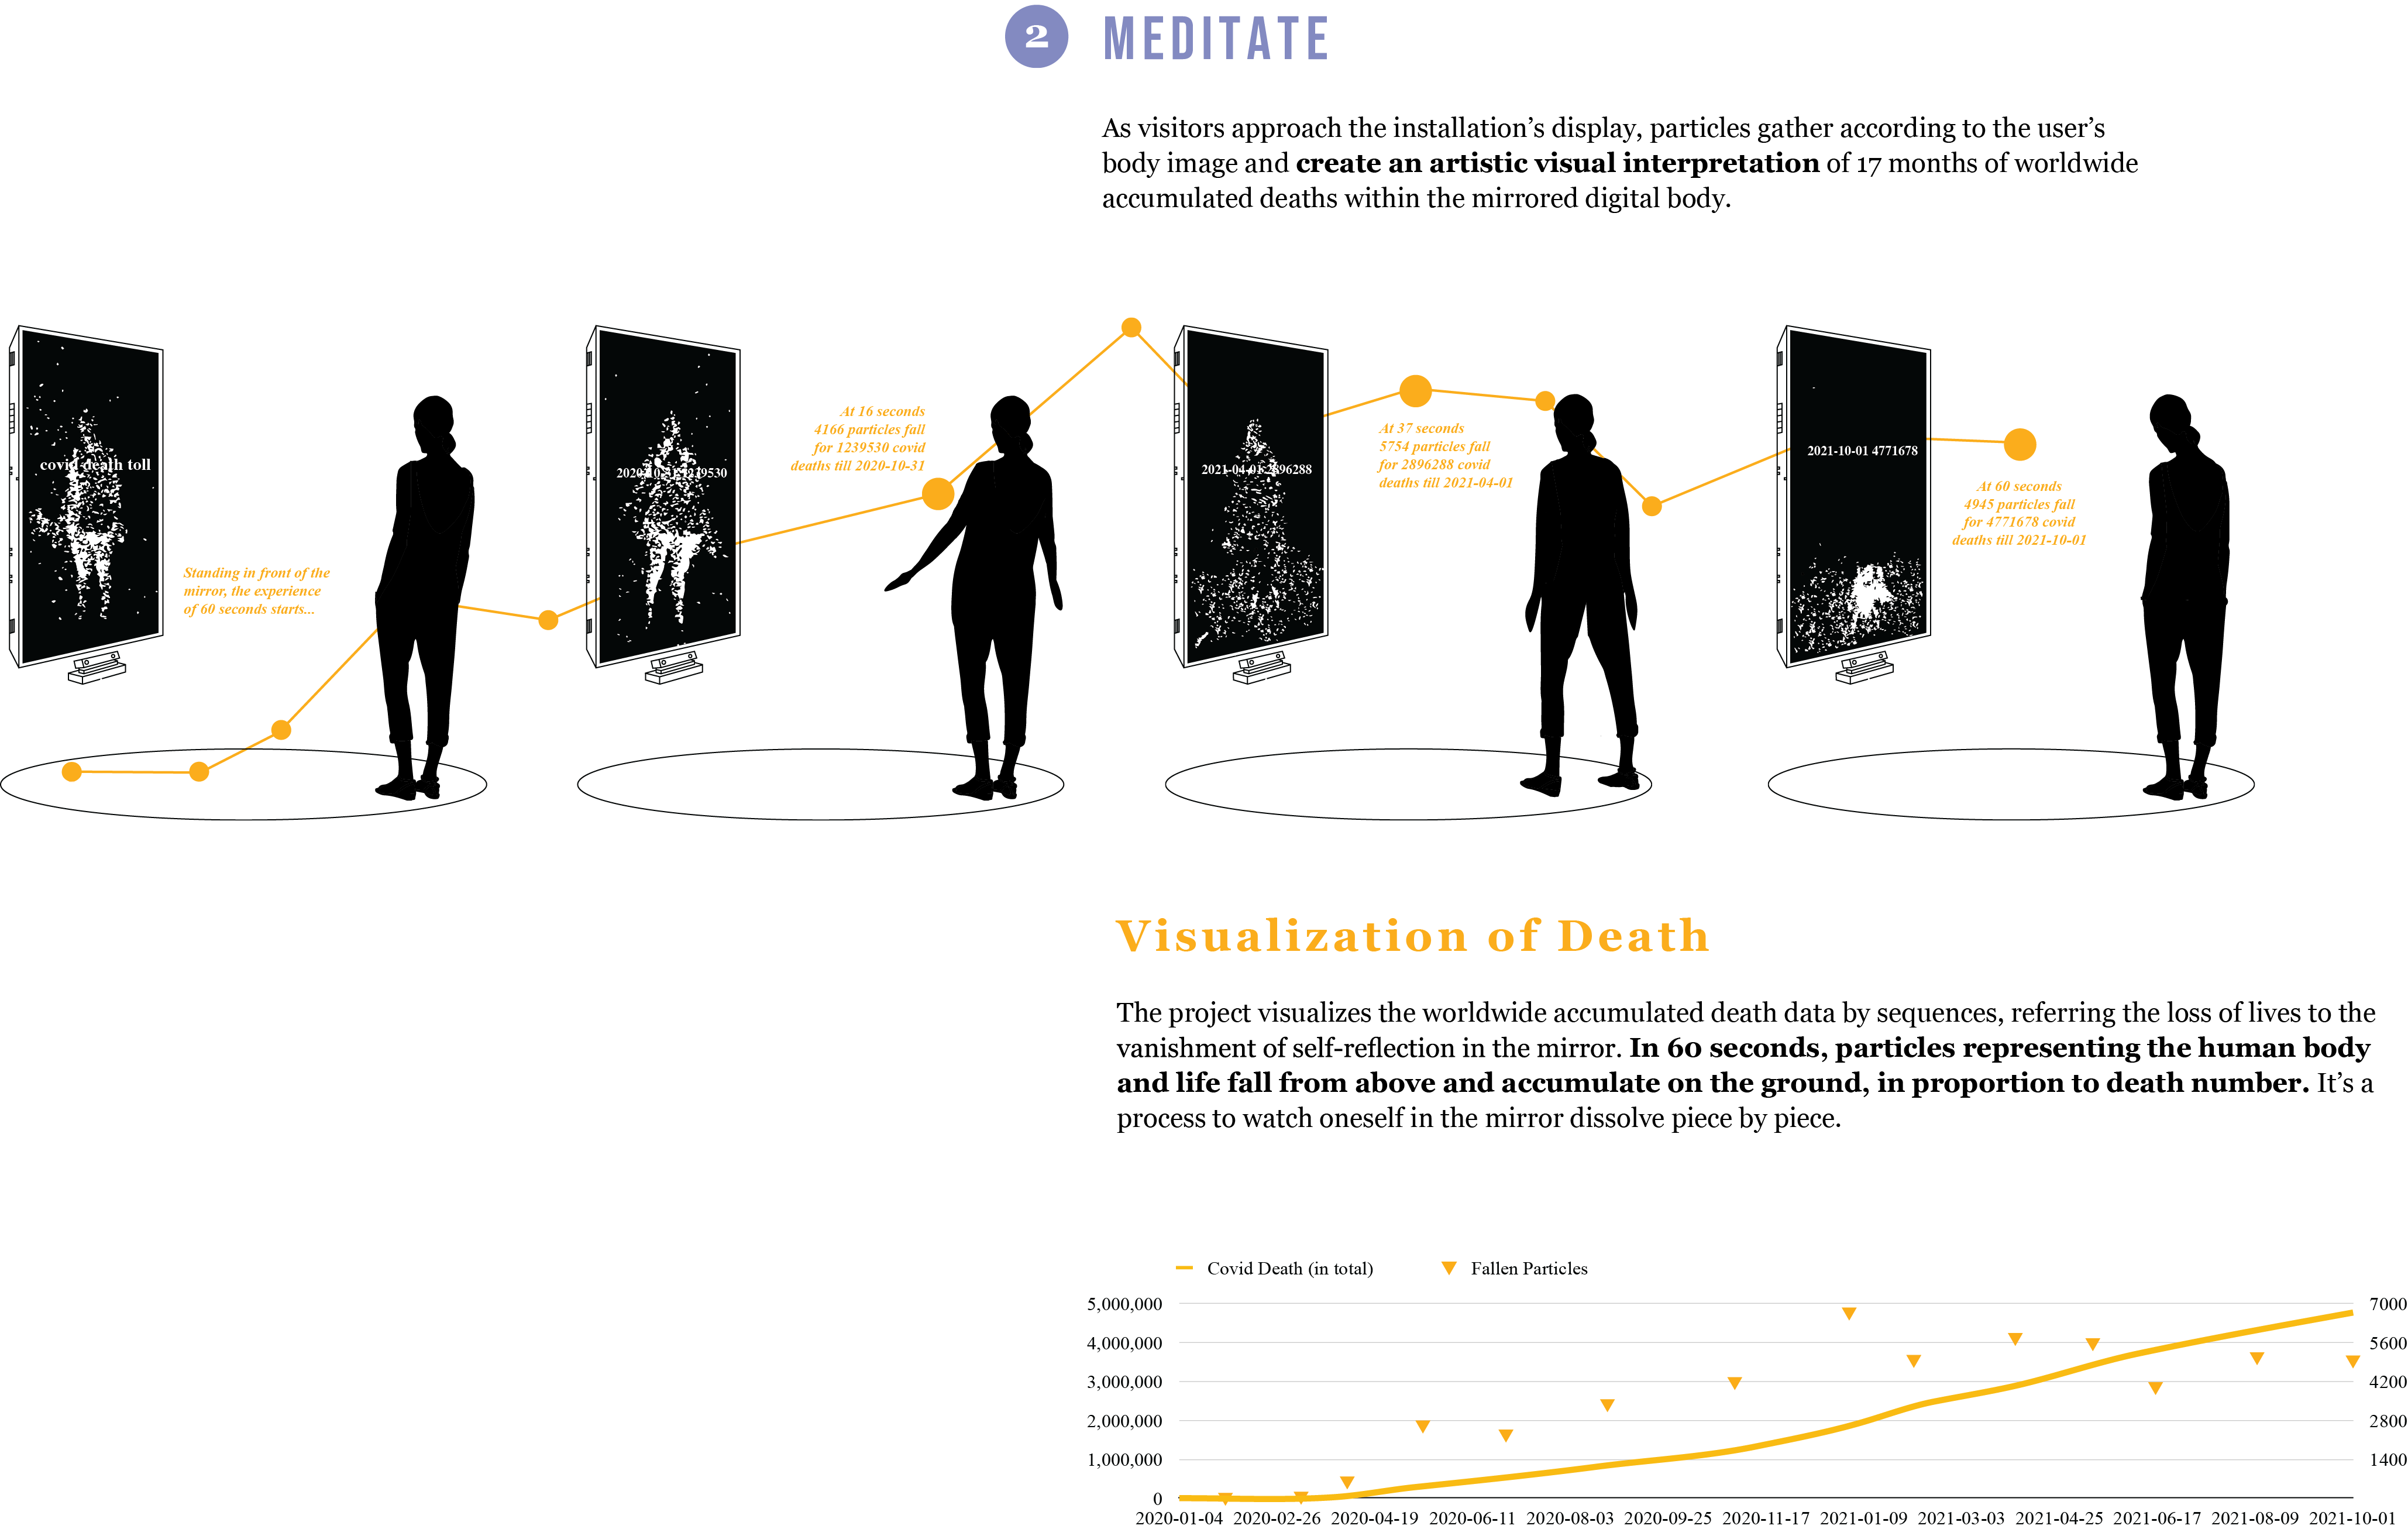 2 MEDITATE
As visitors approach the installation’s display, particles gather according to the user’s
body image and create an artistic visual interpretation of 17 months of worldwide
accumulated deaths within the mirrored digital body.
covid death toll
Standing in front of the
mirror, the experience
of 60 seconds starts...
2020-10-31 1239530
At 16 seconds
4166 particles fall
for 1239530 covid
deaths till 2020-10-31
2021-04-01 2896288
At 37 seconds
5754 particles fall
for 2896288 covid
deaths till 2021-04-01
2021-10-01 4771678
At 60 seconds
4945 particles fall
for 4771678 covid
deaths till 2021-10-01
Visualization of Death
The project visualizes the worldwide accumulated death data by sequences, referring the loss of lives to the
vanishment of self-reflection in the mirror. In 60 seconds, particles representing the human body
and life fall from above and accumulate on the ground, in proportion to death number. It’s a
process to watch oneself in the mirror dissolve piece by piece.
Covid Death (in total) Fallen Particles
5,000,000 7000
4,000,000 5600
3,000,000 4200
2,000,000 2800
1,000,000 1400
0
2020-01-04 2020-02-26 2020-04-19 2020-06-11 2020-08-03 2020-09-25 2020-11-17 2021-01-09 2021-03-03 2021-04-25 2021-06-17 2021-08-09 2021-10-01